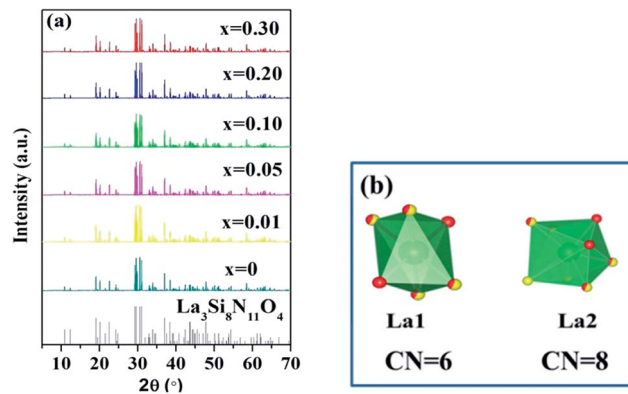 (a)
x=0.30
x=0.20
x=0.10
x=0.05
x=0.01
x=0
La₃Si₈N₁₁O₄
Intensity (a.u.)
5 10 20 30 40 50 60 70
2θ (°)
(b)
La1 La2
CN=6 CN=8